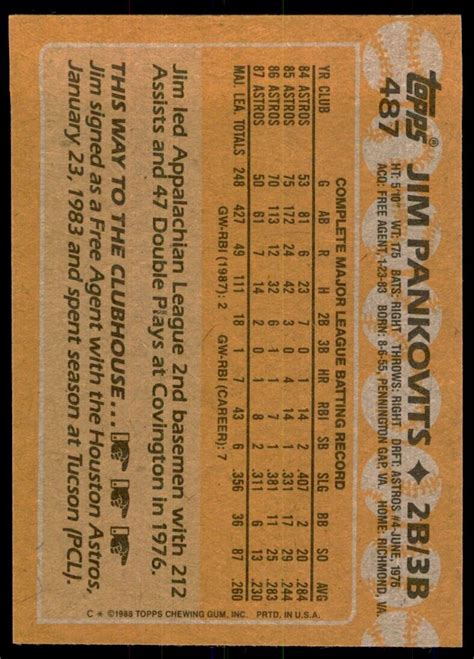 topps®
487
JIM PANKOVITS ✦ 2B/3B
HT: 5'10" WT: 175 BATS: RIGHT THROWS: RIGHT DRFT: ASTROS #4-JUNE, 1976
ACQ: FREE AGENT, 1-23-83 BORN: 8-6-55, PENNINGTON GAP, VA. HOME: RICHMOND, VA.
COMPLETE MAJOR LEAGUE BATTING RECORD
YR CLUB G AB R H 2B 3B HR RBI SB SLG BB SO AVG
84 ASTROS 53 81 6 23 7 0 1 14 2 .407 2 20 .284
85 ASTROS 75 172 24 42 3 0 4 14 1 .331 17 29 .244
86 ASTROS 70 113 12 32 6 1 1 7 1 .381 11 25 .283
87 ASTROS 50 61 7 14 2 0 1 8 2 .311 6 13 .230
MAJ. LEA. TOTALS 248 427 49 111 18 1 7 43 6 .356 36 87 .260
GW-RBI (1987): 2 GW-RBI (CAREER): 7
Jim led Appalachian League 2nd basemen with 212
Assists and 47 Double Plays at Covington in 1976.
THIS WAY TO THE CLUBHOUSE...
Jim signed as a Free Agent with the Houston Astros,
January 23, 1983 and spent season at Tucson (PCL).
C * ©1988 TOPPS CHEWING GUM, INC. PRTD. IN U.S.A.